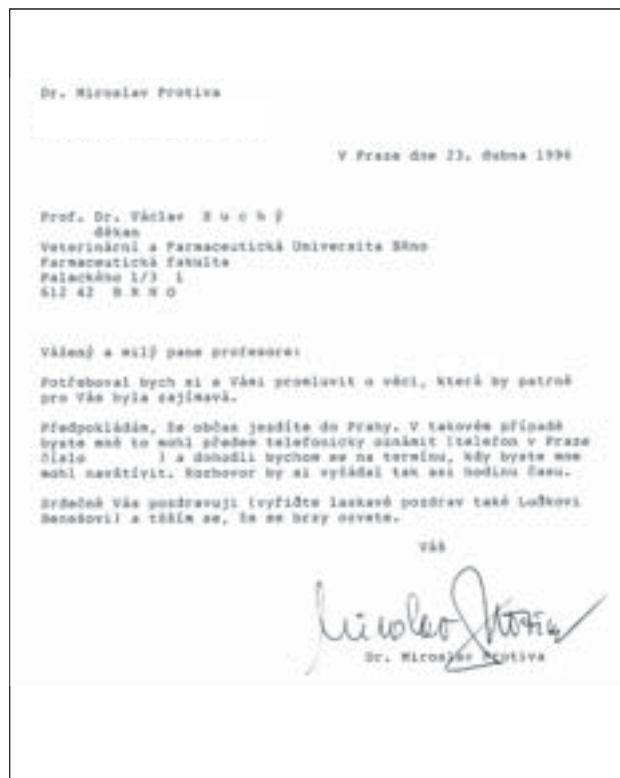 Dr. Miroslav Protiva
V Praze dne 23. dubna 1996
Prof. Dr. Václav S u c h ý
děkan
Veterinární a Farmaceutická Universita BRno
Farmaceutická fakulta
Palackého 1/3
612 42 B R N O
Vážený a milý pane profesore:
Potřeboval bych si s Vámi promluvit o věci, která by patrně
pro Vás byla zajímavá.
Předpokládám, že občas jezdíte do Prahy. V takovém případě
byste mně to mohl předem telefonicky oznámit (telefon v Praze
číslo ) a dohodli bychom se na termínu, kdy byste mne
mohl navštívit. Rozhovor by si vyžádal tak asi hodinu času.
Srdečně Vás pozdravuji (vyřiďte laskavě pozdrav také Luďkovi
Benešovi) a těším se, že se brzy ozvete.
Váš
Miroslav Protiva
Dr. Miroslav Protiva